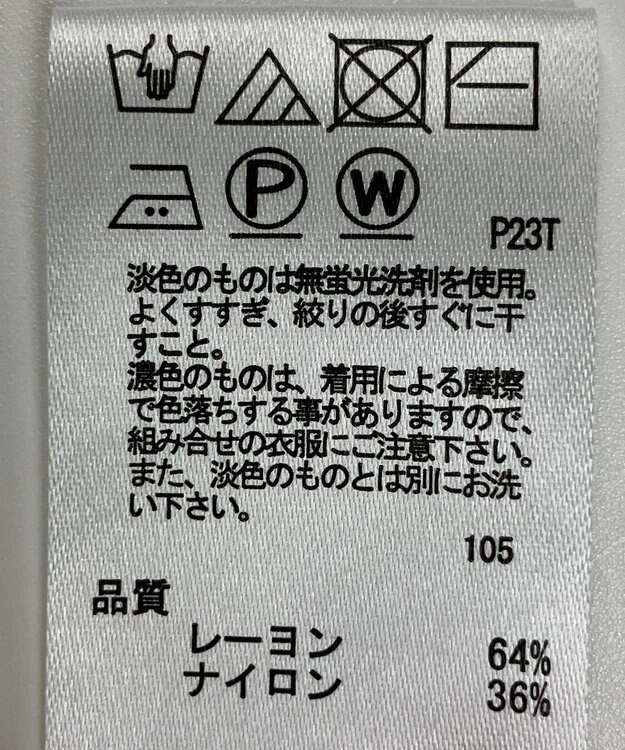 P W
P23T
淡色のものは無蛍光洗剤を使用。
よくすすぎ、絞りの後すぐに干
すこと。
濃色のものは、着用による摩擦
で色落ちする事がありますので、
組み合せの衣服にご注意下さい。
また、淡色のものとは別にお洗
い下さい。
105
品質
レーヨン 64%
ナイロン 36%